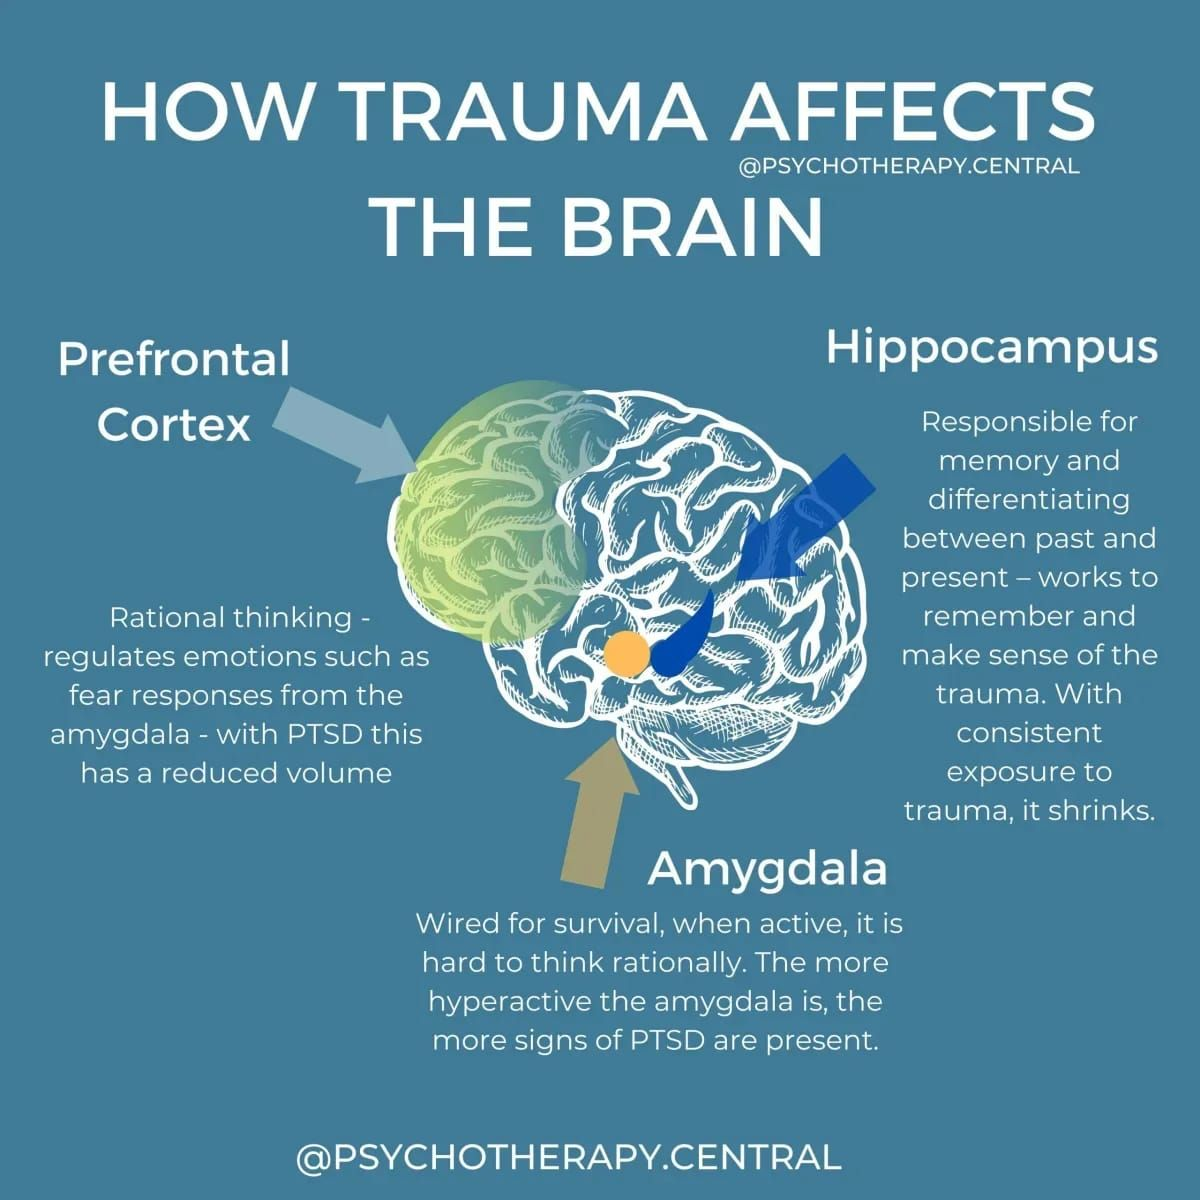 HOW TRAUMA AFFECTS
@PSYCHOTHERAPY.CENTRAL
THE BRAIN
Prefrontal
Cortex
Rational thinking -
regulates emotions such as
fear responses from the
amygdala - with PTSD this
has a reduced volume
Hippocampus
Responsible for
memory and
differentiating
between past and
present – works to
remember and
make sense of the
trauma. With
consistent
exposure to
trauma, it shrinks.
Amygdala
Wired for survival, when active, it is
hard to think rationally. The more
hyperactive the amygdala is, the
more signs of PTSD are present.
@PSYCHOTHERAPY.CENTRAL